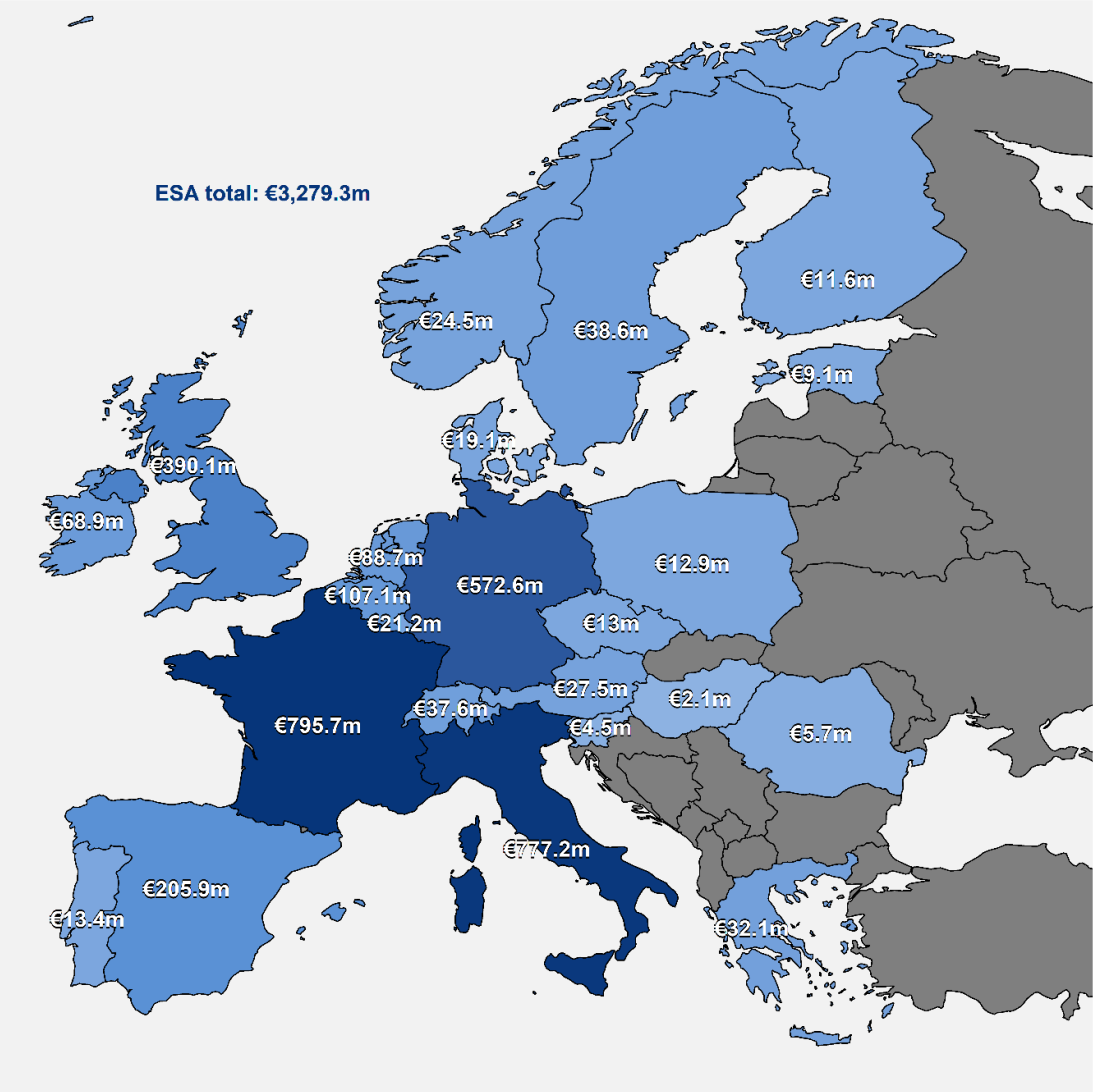 ESA total: €3,279.3m
€11.6m
€24.5m
€38.6m
€9.1m
€19.1m
€390.1m
€68.9m
€88.7m
€12.9m
€572.6m
€107.1m
€21.2m
€13m
€27.5m
€2.1m
€37.6m
€4.5m
€795.7m
€5.7m
€777.2m
€205.9m
€13.4m
€32.1m